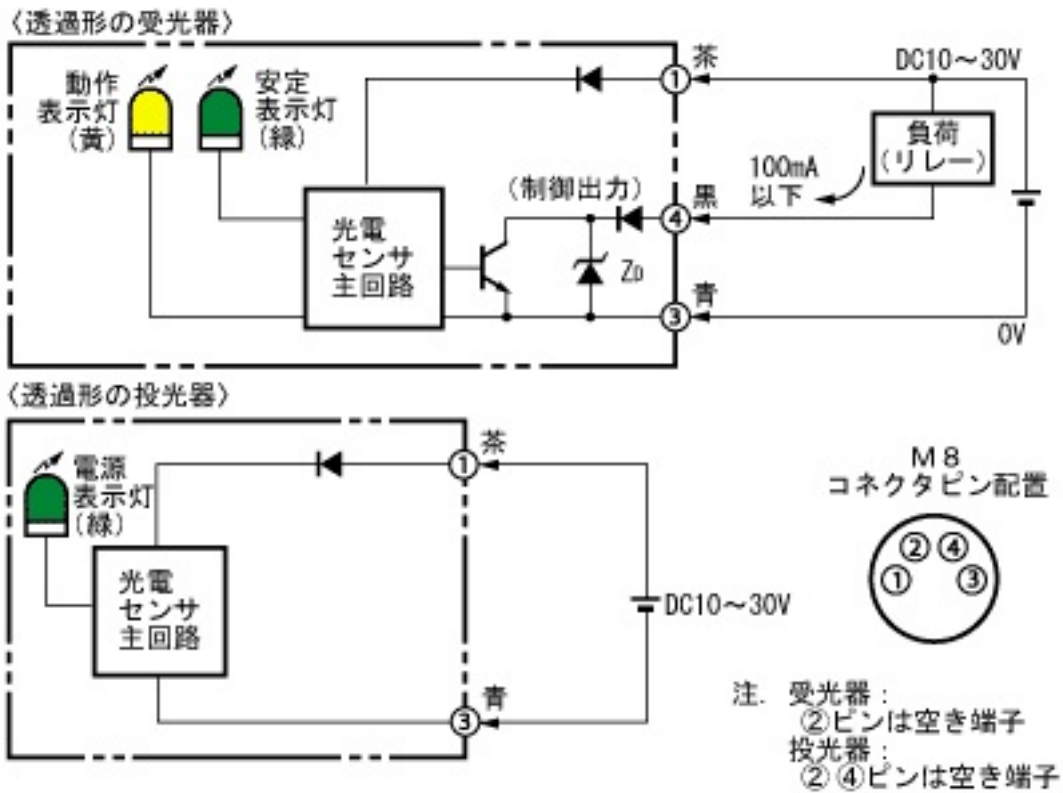 〈透過形の受光器〉
動作
表示灯
(黄)
安定
表示灯
(緑)
光電
センサ
主回路
(制御出力)
ZD
①
茶
④
黒
③
青
DC10～30V
負荷
(リレー)
100mA
以下
0V
〈透過形の投光器〉
電源
表示灯
(緑)
光電
センサ
主回路
①
茶
③
青
DC10～30V
M8
コネクタピン配置
②④
①③
注. 受光器：
②ピンは空き端子
投光器：
②④ピンは空き端子